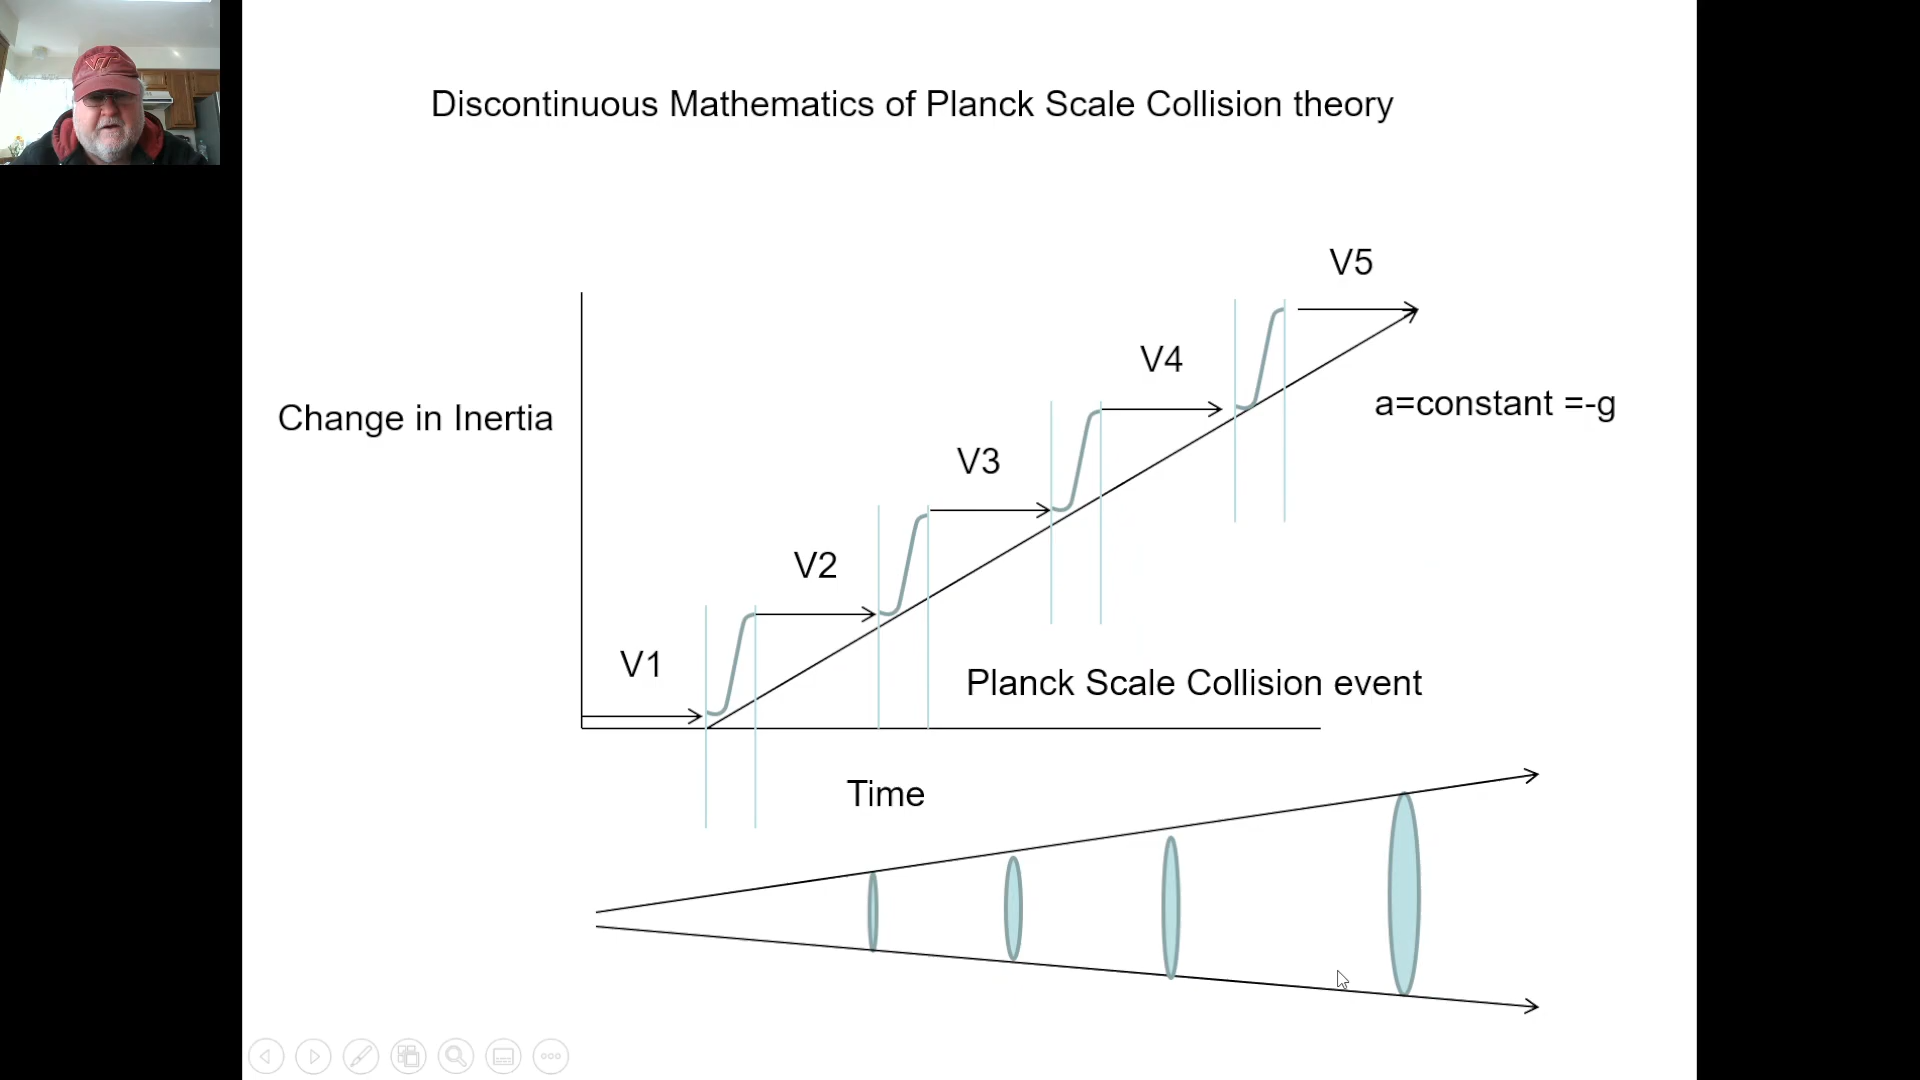 VT
Discontinuous Mathematics of Planck Scale Collision theory
V5
V4
a=constant =-g
Change in Inertia
V3
V2
V1
Planck Scale Collision event
Time